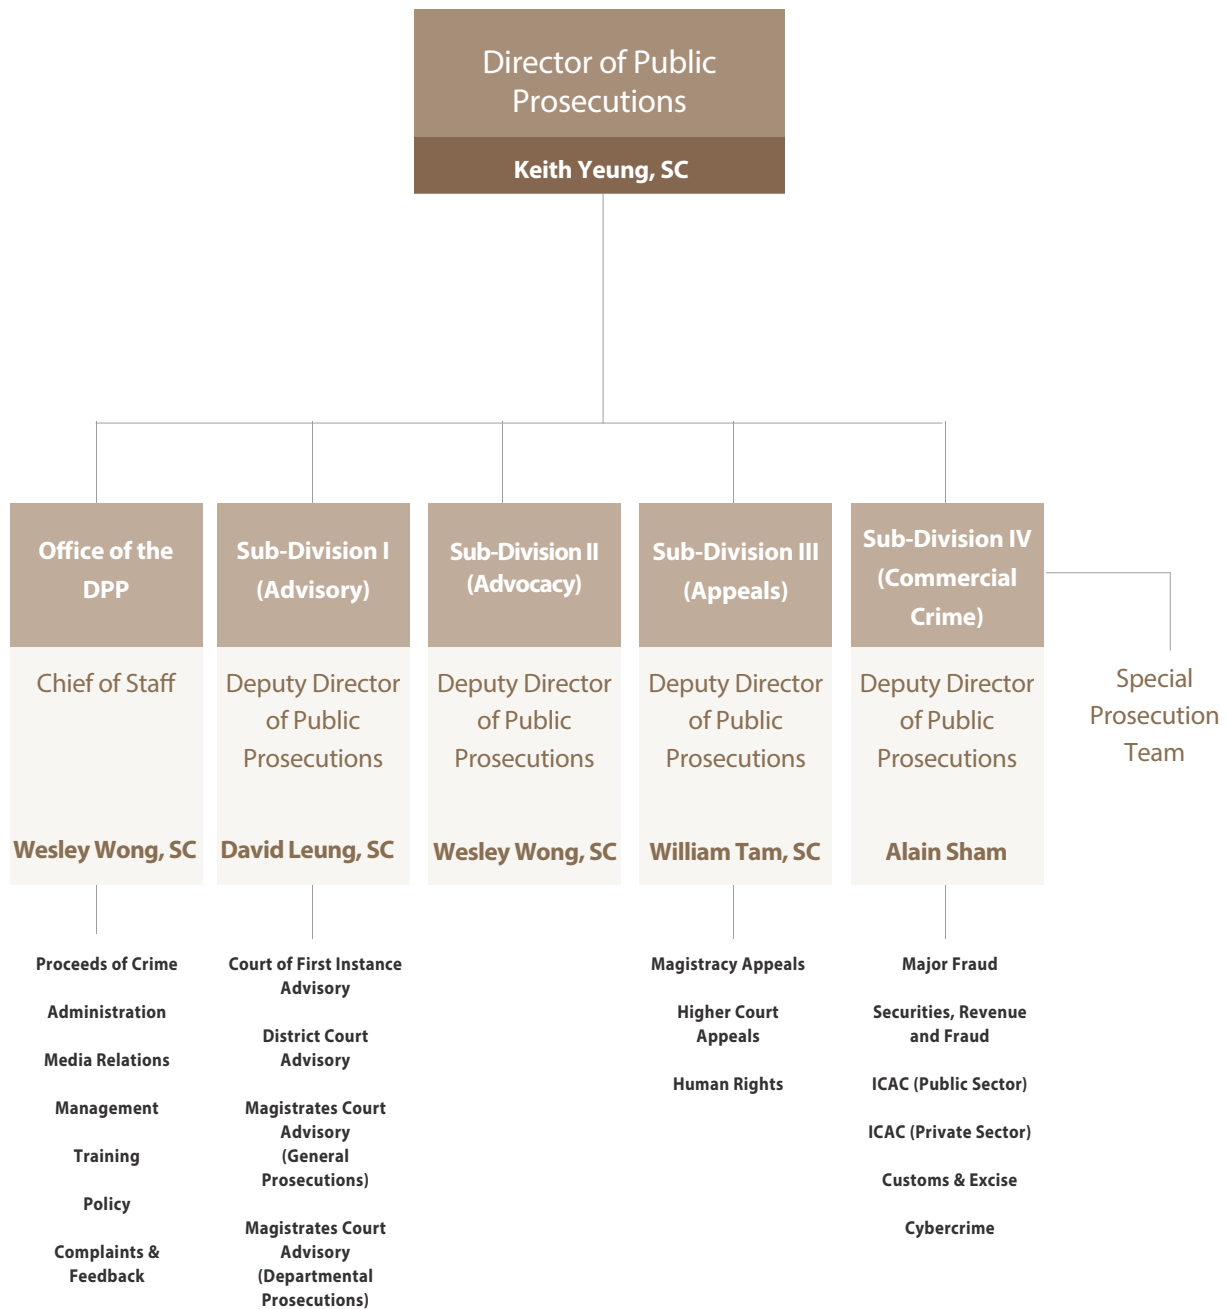 Director of Public
Prosecutions
Keith Yeung, SC
Office of the
DPP
Chief of Staff
Wesley Wong, SC
Proceeds of Crime
Administration
Media Relations
Management
Training
Policy
Complaints &
Feedback
Sub-Division I
(Advisory)
Deputy Director
of Public
Prosecutions
David Leung, SC
Court of First Instance
Advisory
District Court
Advisory
Magistrates Court
Advisory
(General
Prosecutions)
Magistrates Court
Advisory
(Departmental
Prosecutions)
Sub-Division II
(Advocacy)
Deputy Director
of Public
Prosecutions
Wesley Wong, SC
Sub-Division III
(Appeals)
Deputy Director
of Public
Prosecutions
William Tam, SC
Magistracy Appeals
Higher Court
Appeals
Human Rights
Sub-Division IV
(Commercial
Crime)
Deputy Director
of Public
Prosecutions
Alain Sham
Major Fraud
Securities, Revenue
and Fraud
ICAC (Public Sector)
ICAC (Private Sector)
Customs & Excise
Cybercrime
Special
Prosecution
Team